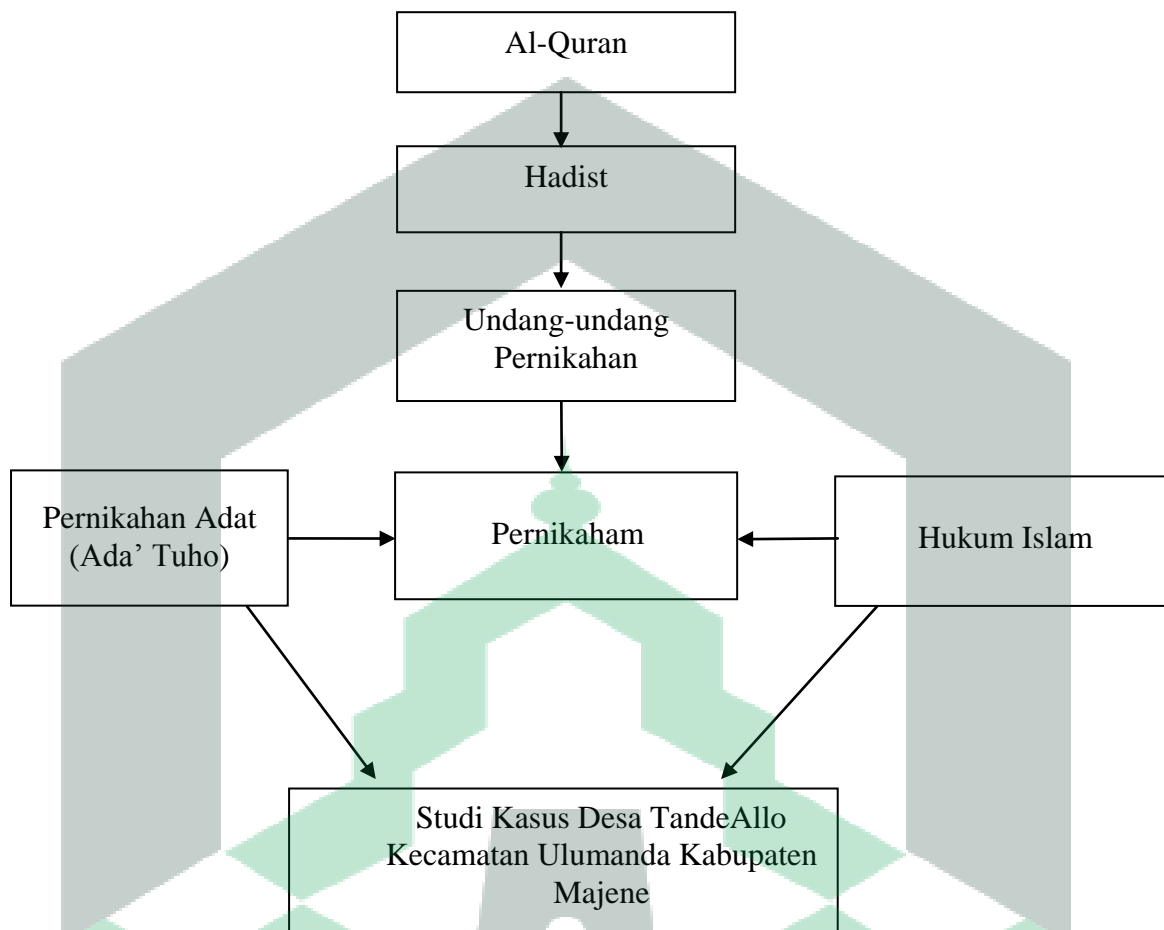 Al-Quran
Hadist
Undang-undang
Pernikahan
Pernikahan Adat
(Ada’ Tuho)
Pernikaham
Hukum Islam
Studi Kasus Desa TandeAllo
Kecamatan Ulumanda Kabupaten
Majene